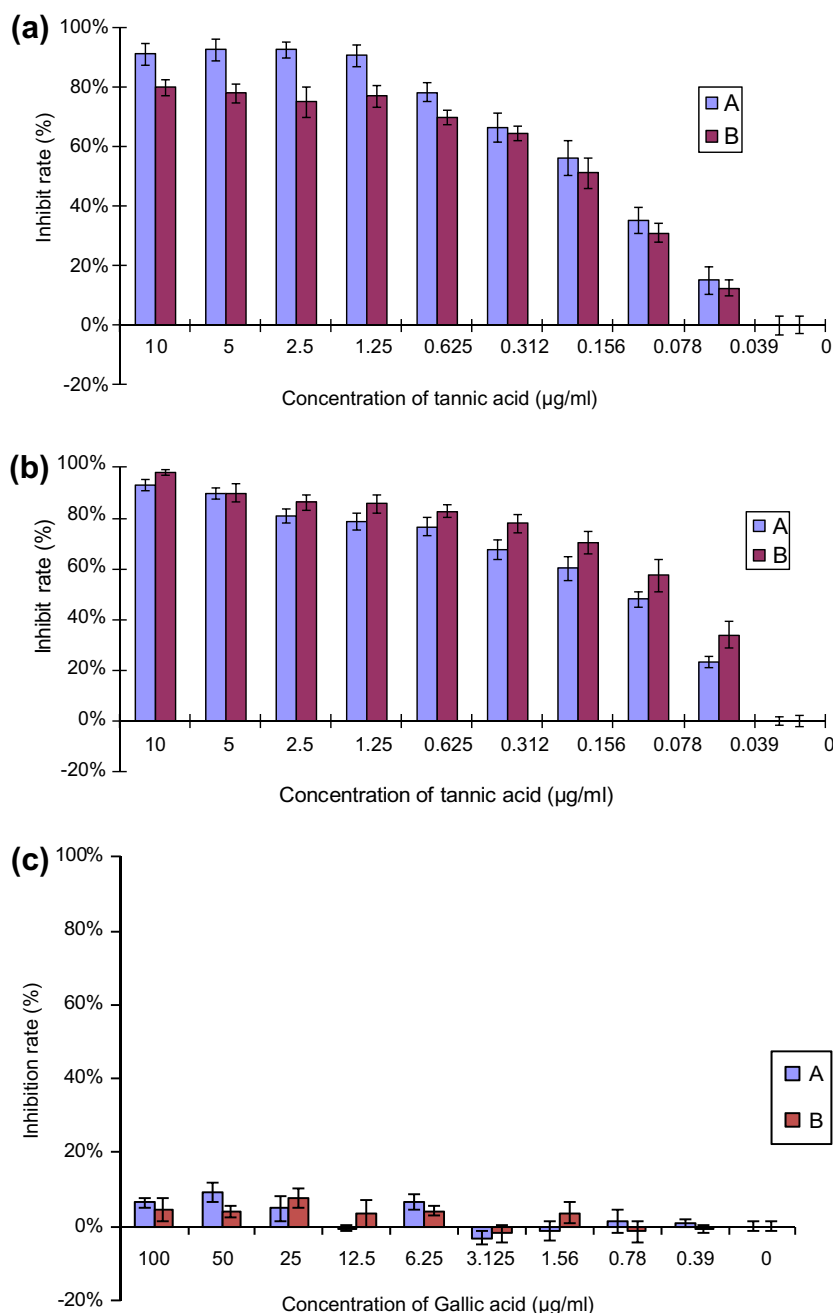 (a)
100%
80%
60%
40%
20%
0%
-20%
Inhibit rate (%)
A
B
10 5 2.5 1.25 0.625 0.312 0.156 0.078 0.039 0
Concentration of tannic acid (µg/ml)
(b)
100%
80%
60%
40%
20%
0%
-20%
Inhibit rate (%)
A
B
10 5 2.5 1.25 0.625 0.312 0.156 0.078 0.039 0
Concentration of tannic acid (µg/ml)
(c)
100%
80%
60%
40%
20%
0%
-20%
Inhibition rate (%)
A
B
100 50 25 12.5 6.25 3.125 1.56 0.78 0.39 0
Concentration of Gallic acid (µg/ml)